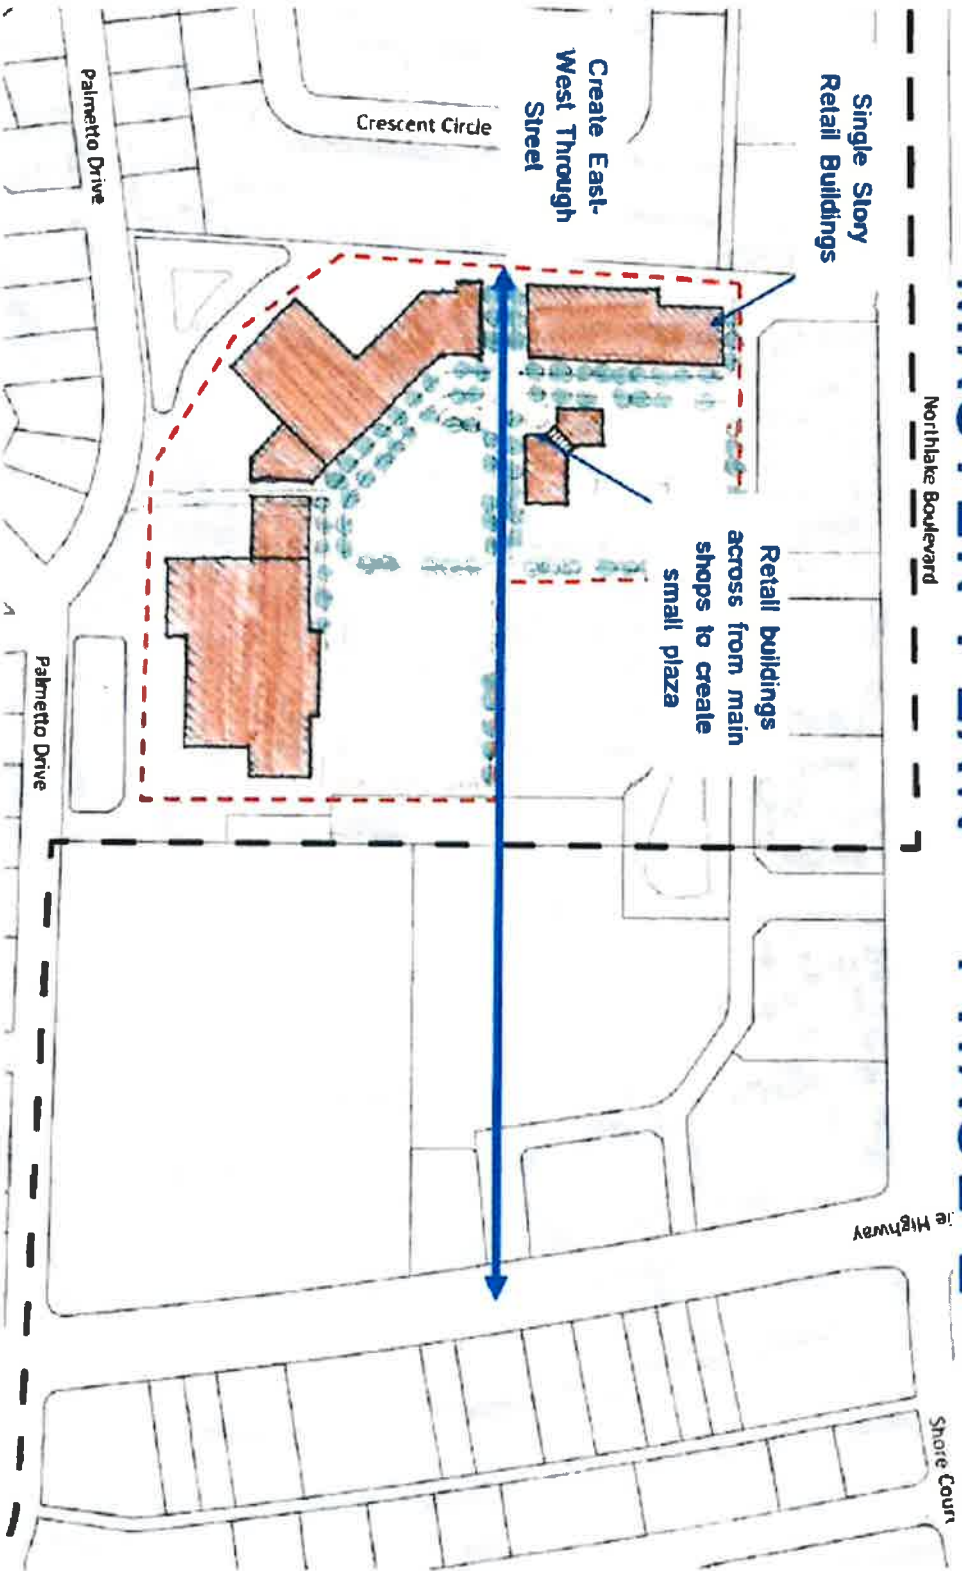 Northlake Boulevard
Single Story
Retail Buildings
Create East-
West Through
Street
Crescent Circle
Palmetto Drive
Retail buildings
across from main
shops to create
small plaza
Palmetto Drive
Highway
Shore Court